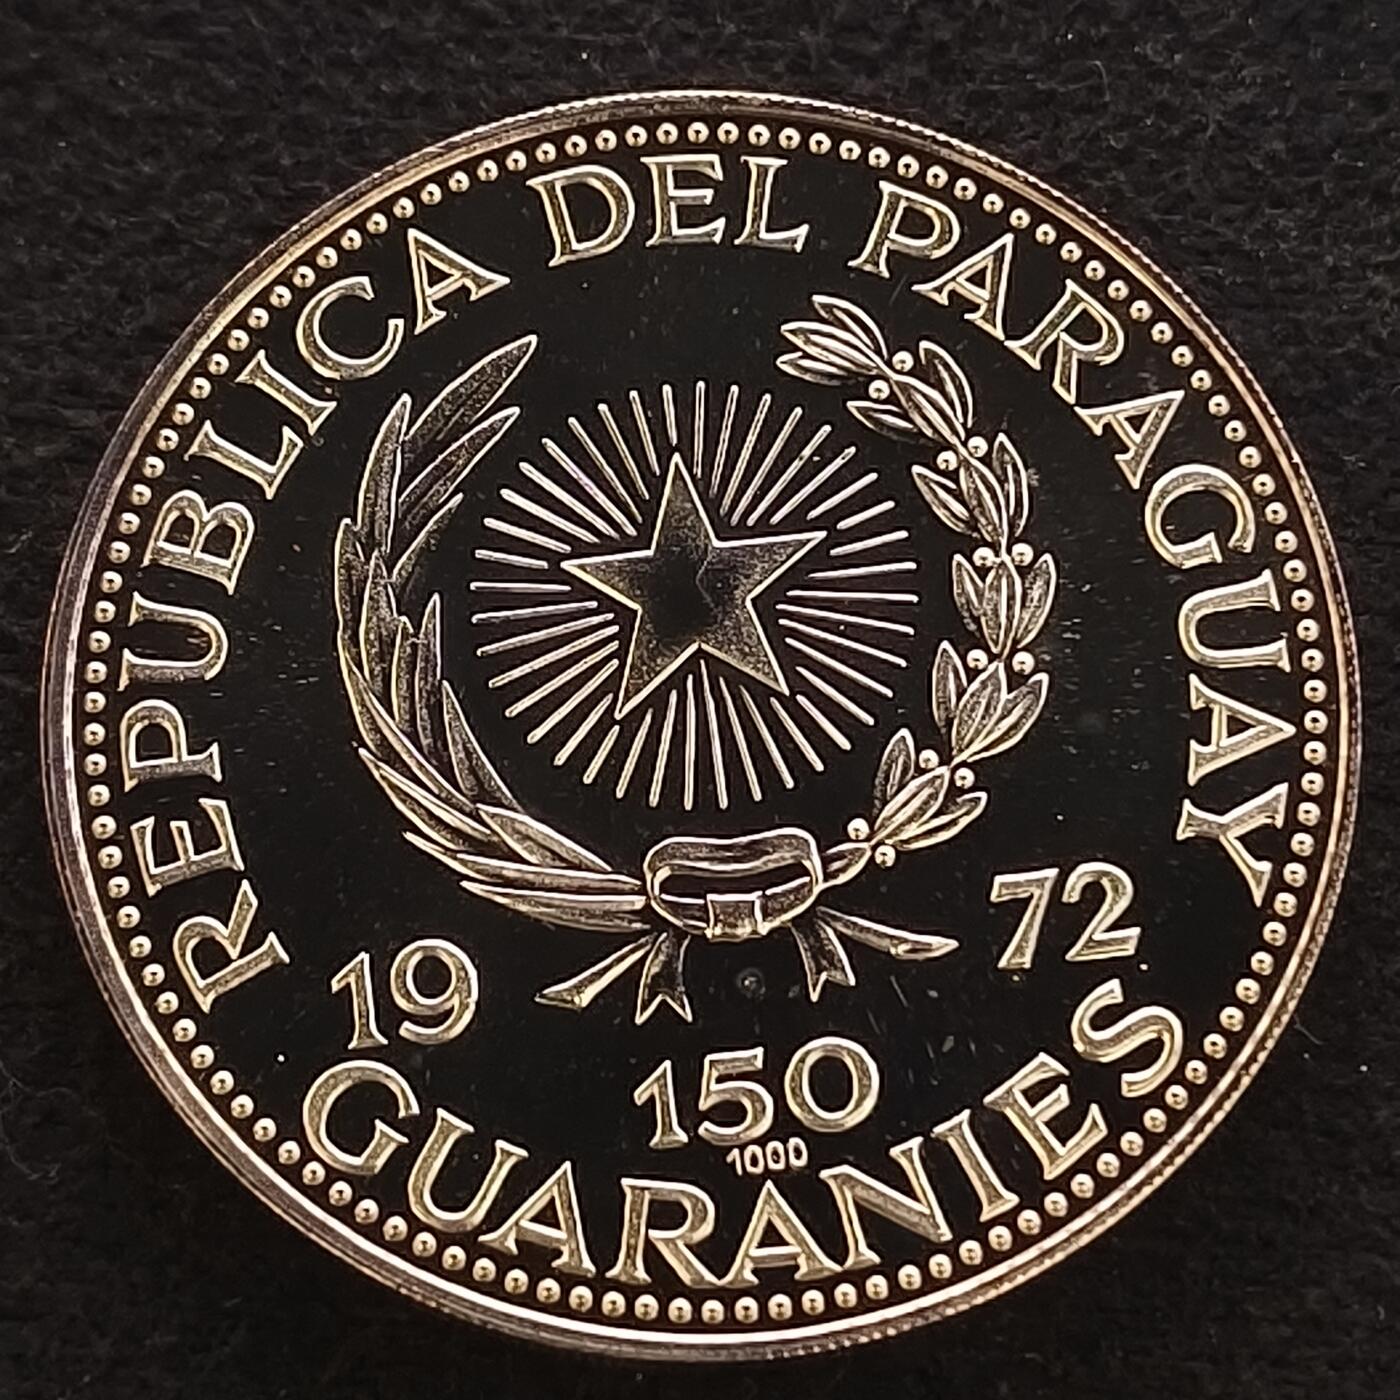 REPUBLICA DEL PARAGUAY
19 72
150
1000
GUARANIES